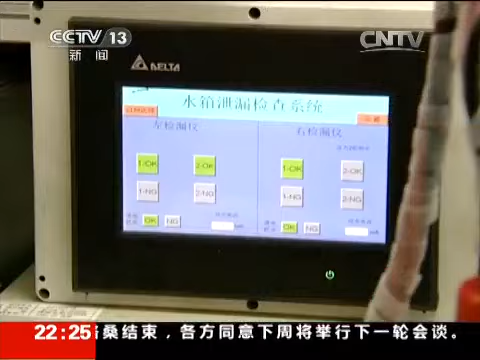 CCTV 13
新闻
CNTV
DELTA
水箱泄漏检查系统
左检漏仪
右检漏仪
1-OK
2-OK
1-OK
2-OK
1-NG
2-NG
1-NG
2-NG
OK
NG
OK
NG
22:25
桑结束，各方同意下周将举行下一轮会谈。